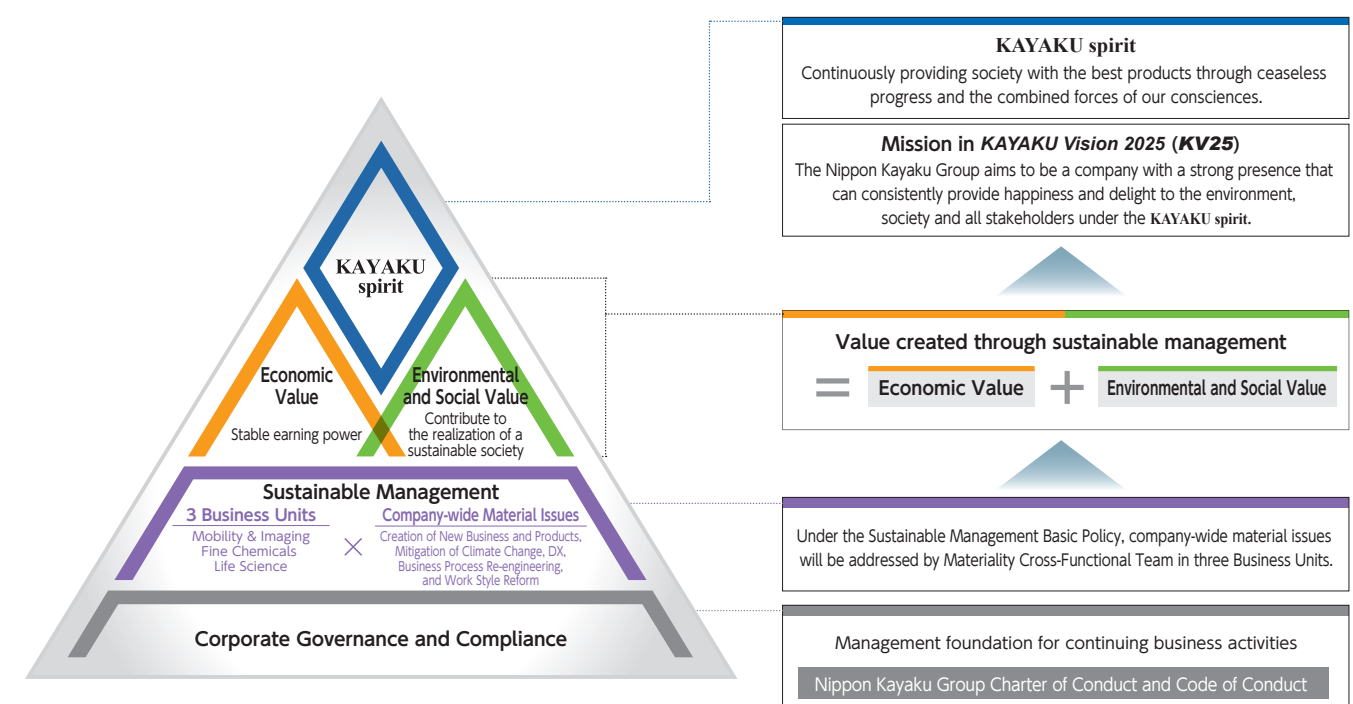 KAYAKU
spirit
Economic
Value
Stable earning power
Environmental
and Social Value
Contribute to
the realization of a
sustainable society
Sustainable Management
3 Business Units
Mobility & Imaging
Fine Chemicals
Life Science
×
Company-wide Material Issues
Creation of New Business and Products,
Mitigation of Climate Change, DX,
Business Process Re-engineering,
and Work Style Reform
Corporate Governance and Compliance
KAYAKU spirit
Continuously providing society with the best products through ceaseless
progress and the combined forces of our consciences.
Mission in KAYAKU Vision 2025 (KV25)
The Nippon Kayaku Group aims to be a company with a strong presence that
can consistently provide happiness and delight to the environment,
society and all stakeholders under the KAYAKU spirit.
Value created through sustainable management
= Economic Value + Environmental and Social Value
Under the Sustainable Management Basic Policy, company-wide material issues
will be addressed by Materiality Cross-Functional Team in three Business Units.
Management foundation for continuing business activities
Nippon Kayaku Group Charter of Conduct and Code of Conduct